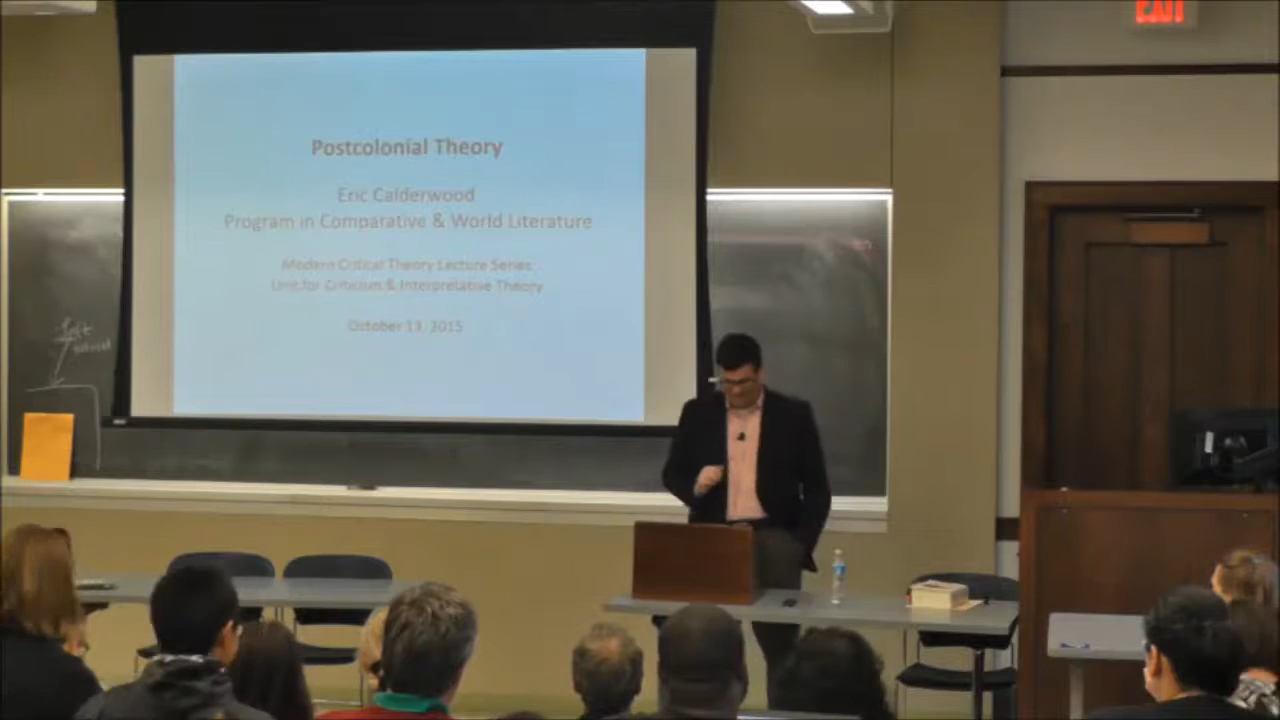 EXIT
Postcolonial Theory
Eric Calderwood
Program in Comparative & World Literature
Modern Critical Theory Lecture Series
Unit for Criticism & Interpretative Theory
October 13, 2015